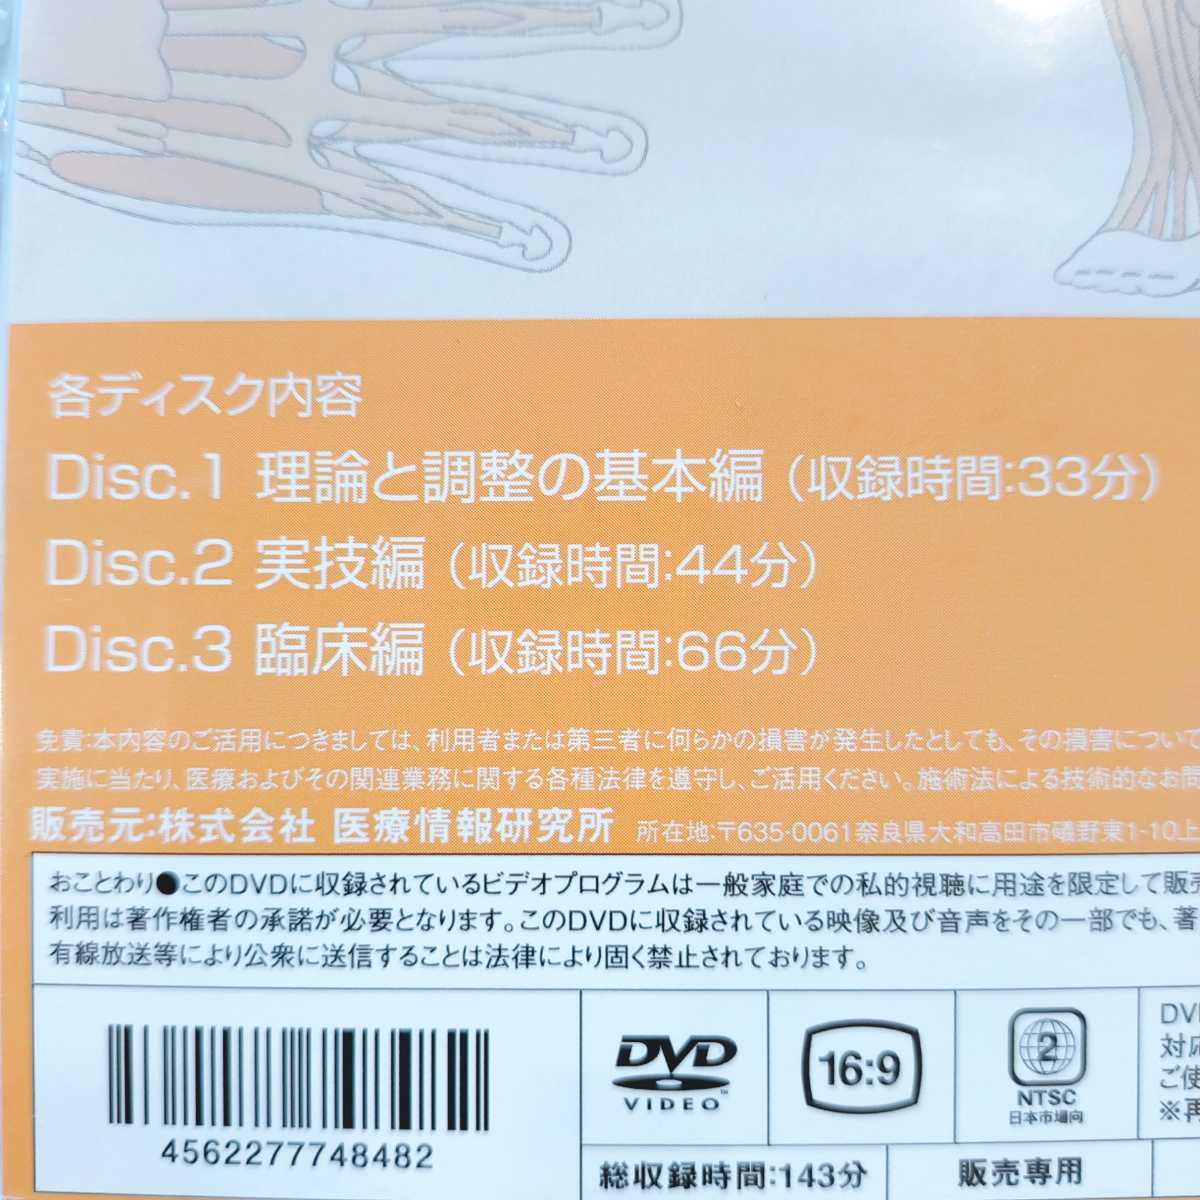 各ディスク内容
Disc.1 理論と調整の基本編（収録時間:33分）
Disc.2 実技編（収録時間:44分）
Disc.3 臨床編（収録時間:66分）
免責:本内容のご活用につきましては、利用者または第三者に何らかの損害が発生したとしても、その損害について
実施に当たり、医療およびその関連業務に関する各種法律を遵守し、ご活用ください。施術法による技術的なお問
販売元:株式会社 医療情報研究所 所在地:〒635-0061奈良県大和高田市礒野東1-10上
おことわり●このDVDに収録されているビデオプログラムは一般家庭での私的視聴に用途を限定して販売
利用は著作権者の承諾が必要となります。このDVDに収録されている映像及び音声をその一部でも、著
有線放送等により公衆に送信することは法律により固く禁止されております。
4562277748482
DVD
VIDEO
16:9
2
NTSC
日本市場向
DVD
対応
ご使
※再
総収録時間:143分
販売専用